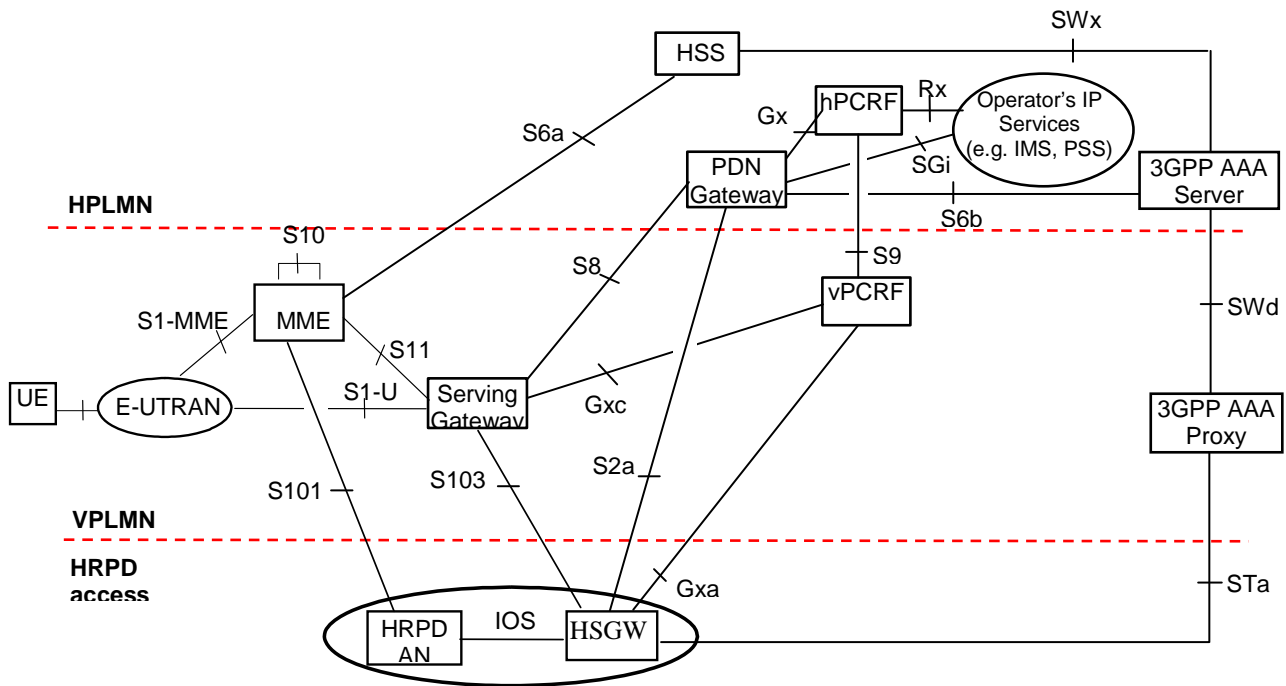 SWx
HSS
hPCRF
Rx
Operator's IP
Services
(e.g. IMS, PSS)
Gx
S6a
SGi
PDN
Gateway
3GPP AAA
Server
HPLMN
S6b
S10
S8
S9
vPCRF
MME
S1-MME
SWd
S11
UE
E-UTRAN
S1-U
Serving
Gateway
Gxc
3GPP AAA
Proxy
S101
S103
S2a
VPLMN
HRPD
access
Gxa
STa
IOS
HRPD
AN
HSGW